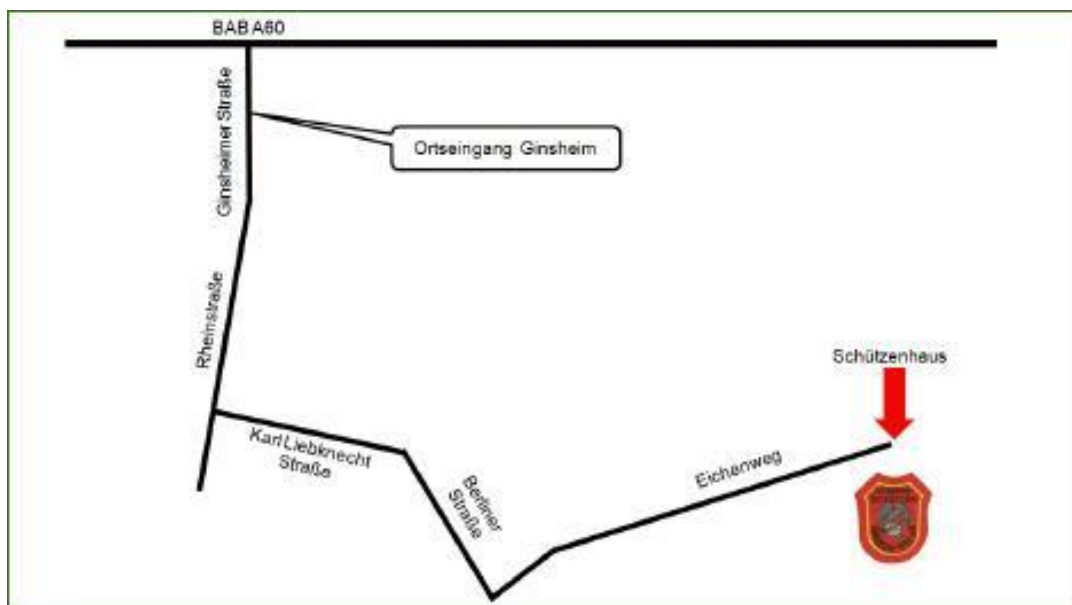 BAB A60
Ginsheimer Straße
Ortseingang Ginsheim
Rheinstraße
Schützenhaus
Karl Liebknecht
Straße
Berliner
Straße
Eichenweg